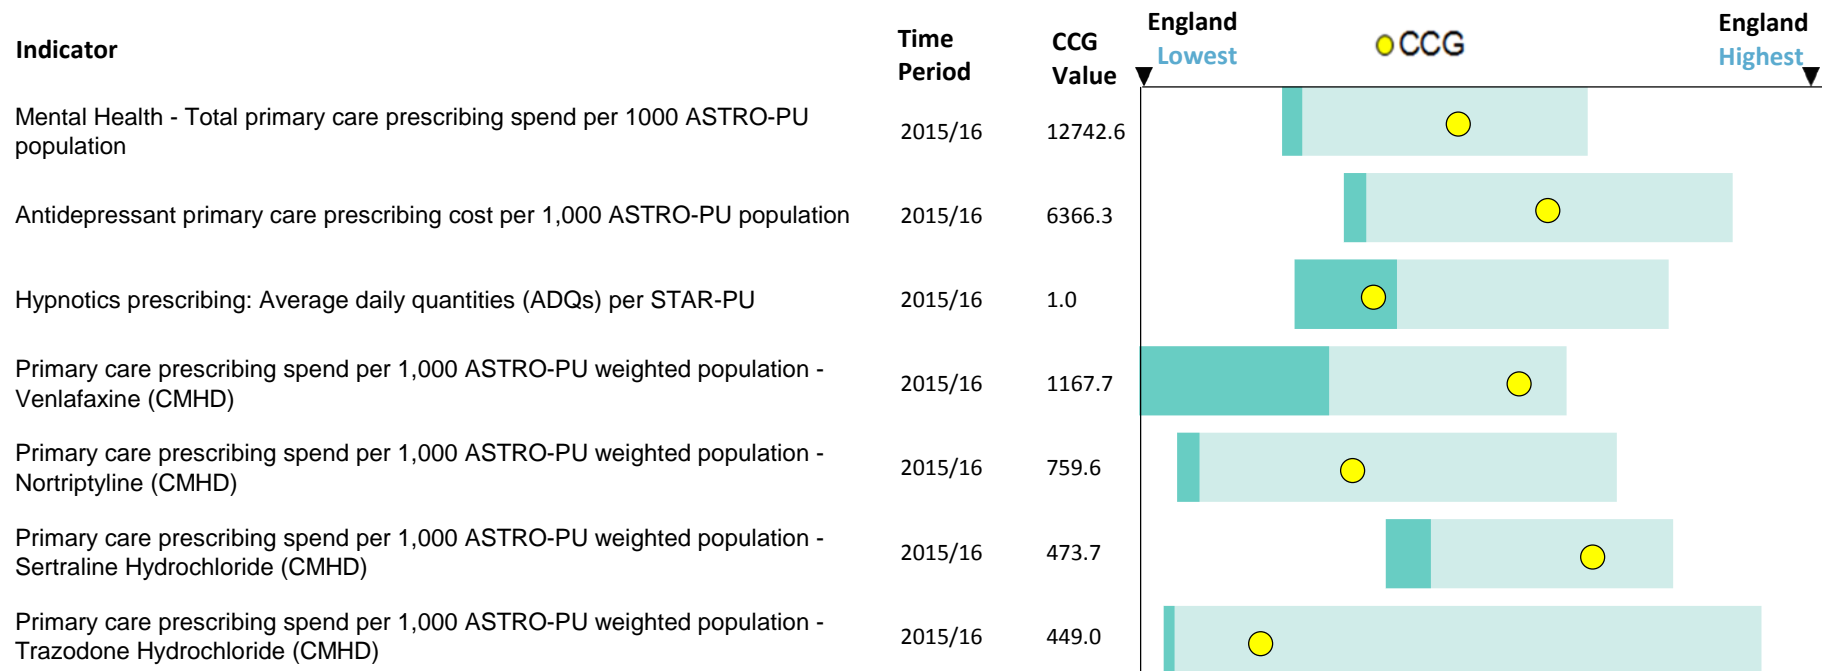 Indicator
Time
Period
CCG
Value
England
Lowest
CCG
England
Highest
Mental Health - Total primary care prescribing spend per 1000 ASTRO-PU
population
2015/16
12742.6
Antidepressant primary care prescribing cost per 1,000 ASTRO-PU population
2015/16
6366.3
Hypnotics prescribing: Average daily quantities (ADQs) per STAR-PU
2015/16
1.0
Primary care prescribing spend per 1,000 ASTRO-PU weighted population -
Venlafaxine (CMHD)
2015/16
1167.7
Primary care prescribing spend per 1,000 ASTRO-PU weighted population -
Nortriptyline (CMHD)
2015/16
759.6
Primary care prescribing spend per 1,000 ASTRO-PU weighted population -
Sertraline Hydrochloride (CMHD)
2015/16
473.7
Primary care prescribing spend per 1,000 ASTRO-PU weighted population -
Trazodone Hydrochloride (CMHD)
2015/16
449.0